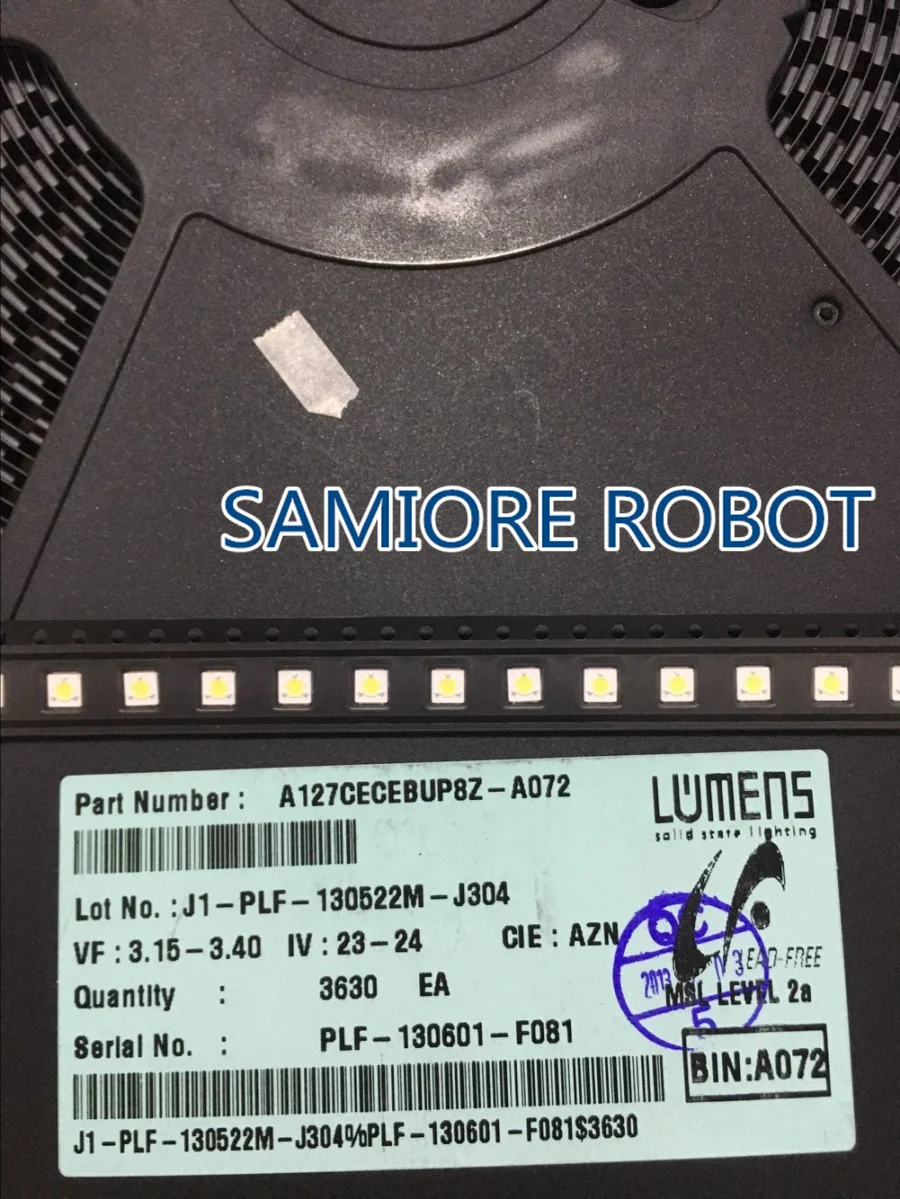 SAMIORE ROBOT
Part Number : A127CECEBUP8Z-A072
LUMENS
solid state lighting
Lot No. : J1-PLF-130522M-J304
VF : 3.15-3.40 IV : 23-24 CIE : AZN
QC
2013
LEAD-FREE
Quantity : 3630 EA
MSL LEVEL 2a
5
Serial No. : PLF-130601-F081
BIN:A072
J1-PLF-130522M-J304%PLF-130601-F081$3630